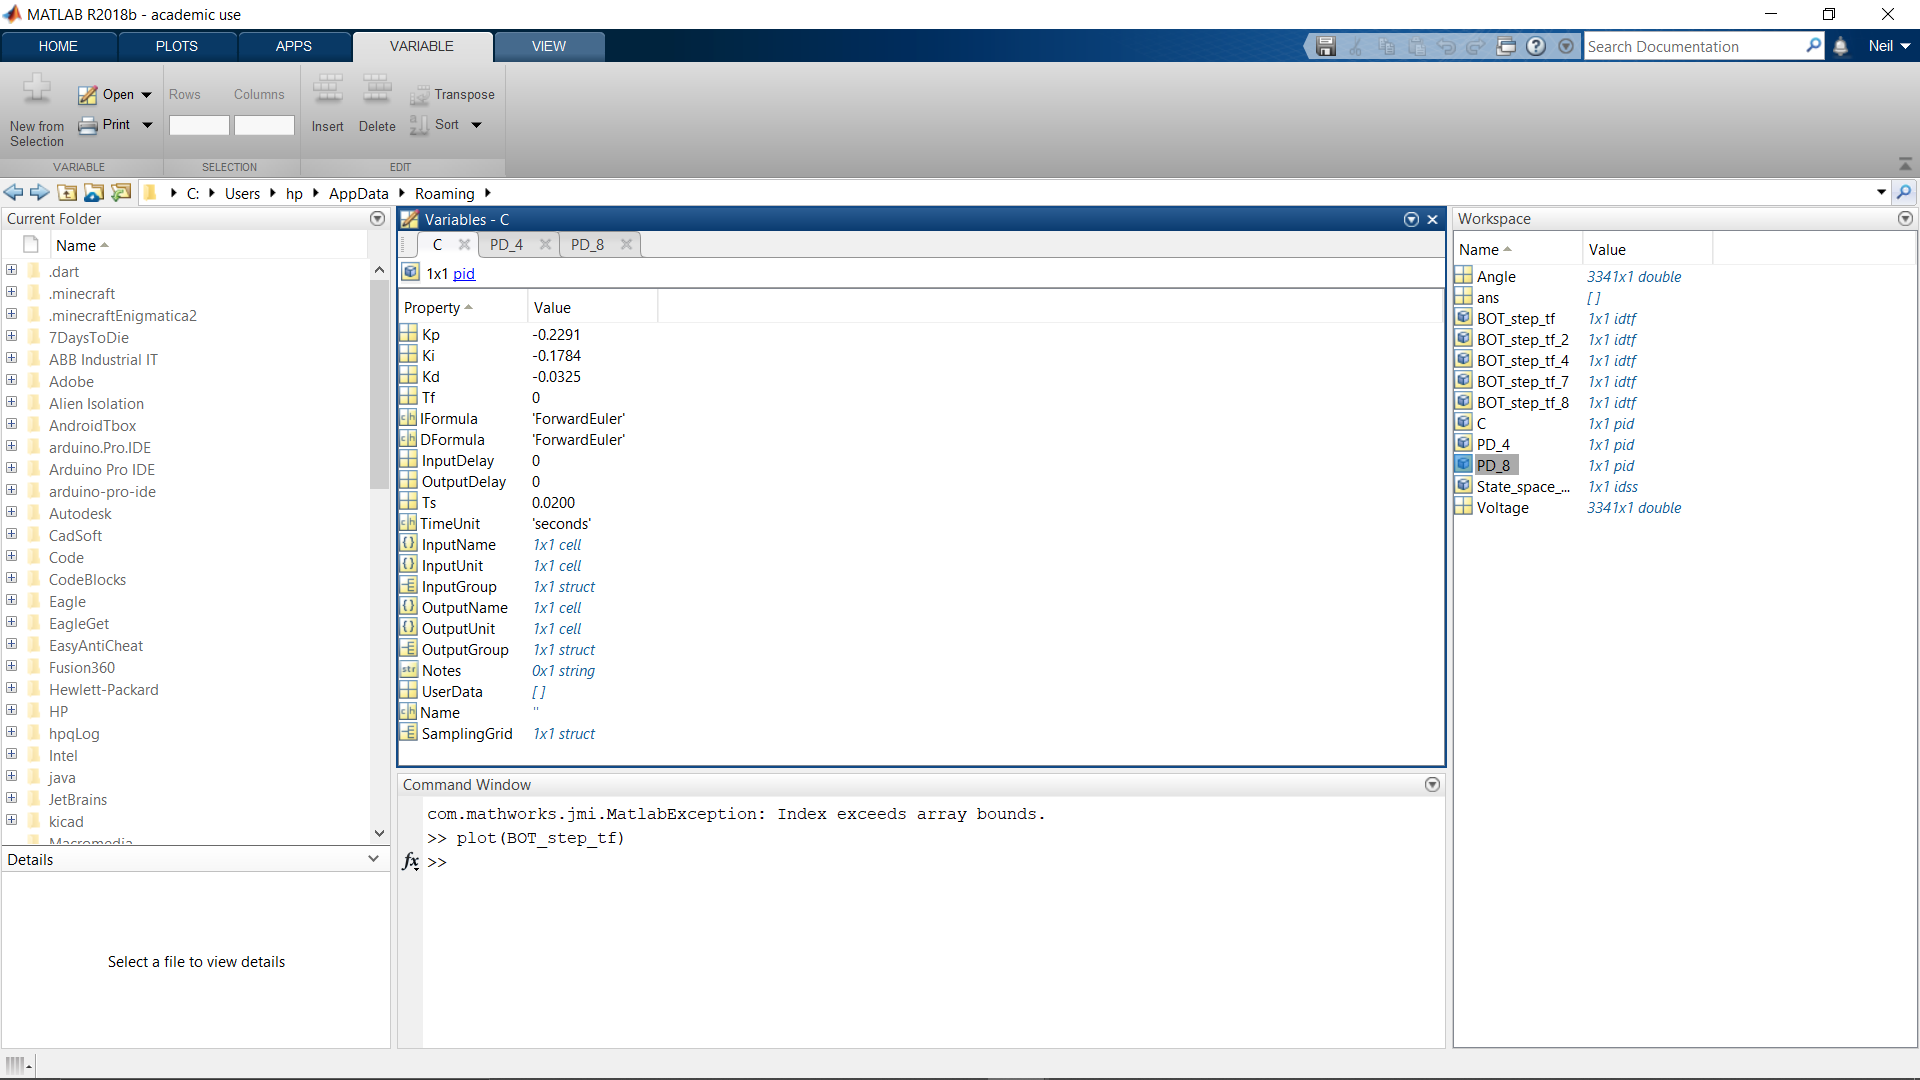 MATLAB R2018b - academic use
HOME PLOTS APPS VARIABLE VIEW
Search Documentation
Neil
New from Selection
Open
Print
Rows Columns
Insert Delete
Transpose
Sort
VARIABLE SELECTION EDIT
C: Users hp AppData Roaming
Current Folder
Name
.dart
.minecraft
.minecraftEnigmatica2
7DaysToDie
ABB Industrial IT
Adobe
Alien Isolation
AndroidTbox
arduino.Pro.IDE
Arduino Pro IDE
arduino-pro-ide
Autodesk
CadSoft
Code
CodeBlocks
Eagle
EagleGet
EasyAntiCheat
Fusion360
Hewlett-Packard
HP
hpqLog
Intel
java
JetBrains
kicad
Macromedia
Details
Select a file to view details
Variables - C
C PD_4 PD_8
1x1 pid
Property Value
Kp -0.2291
Ki -0.1784
Kd -0.0325
Tf 0
IFormula 'ForwardEuler'
DFormula 'ForwardEuler'
InputDelay 0
OutputDelay 0
Ts 0.0200
TimeUnit 'seconds'
InputName 1x1 cell
InputUnit 1x1 cell
InputGroup 1x1 struct
OutputName 1x1 cell
OutputUnit 1x1 cell
OutputGroup 1x1 struct
Notes 0x1 string
UserData []
Name ''
SamplingGrid 1x1 struct
Command Window
com.mathworks.jmi.MatlabException: Index exceeds array bounds.
>> plot(BOT_step_tf)
fx >>
Workspace
Name Value
Angle 3341x1 double
ans []
BOT_step_tf 1x1 idtf
BOT_step_tf_2 1x1 idtf
BOT_step_tf_4 1x1 idtf
BOT_step_tf_7 1x1 idtf
BOT_step_tf_8 1x1 idtf
C 1x1 pid
PD_4 1x1 pid
PD_8 1x1 pid
State_space_... 1x1 idss
Voltage 3341x1 double